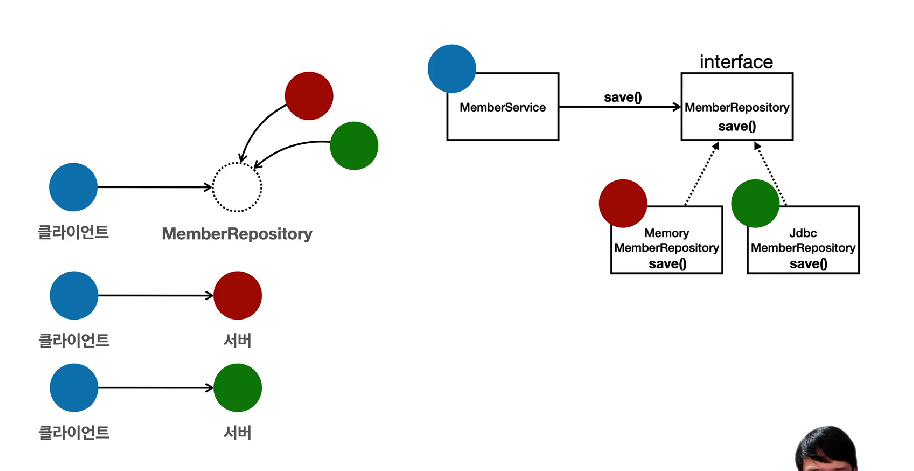 클라이언트
MemberRepository
클라이언트
서버
클라이언트
서버
interface
MemberService
save()
MemberRepository
save()
Memory
MemberRepository
save()
Jdbc
MemberRepository
save()